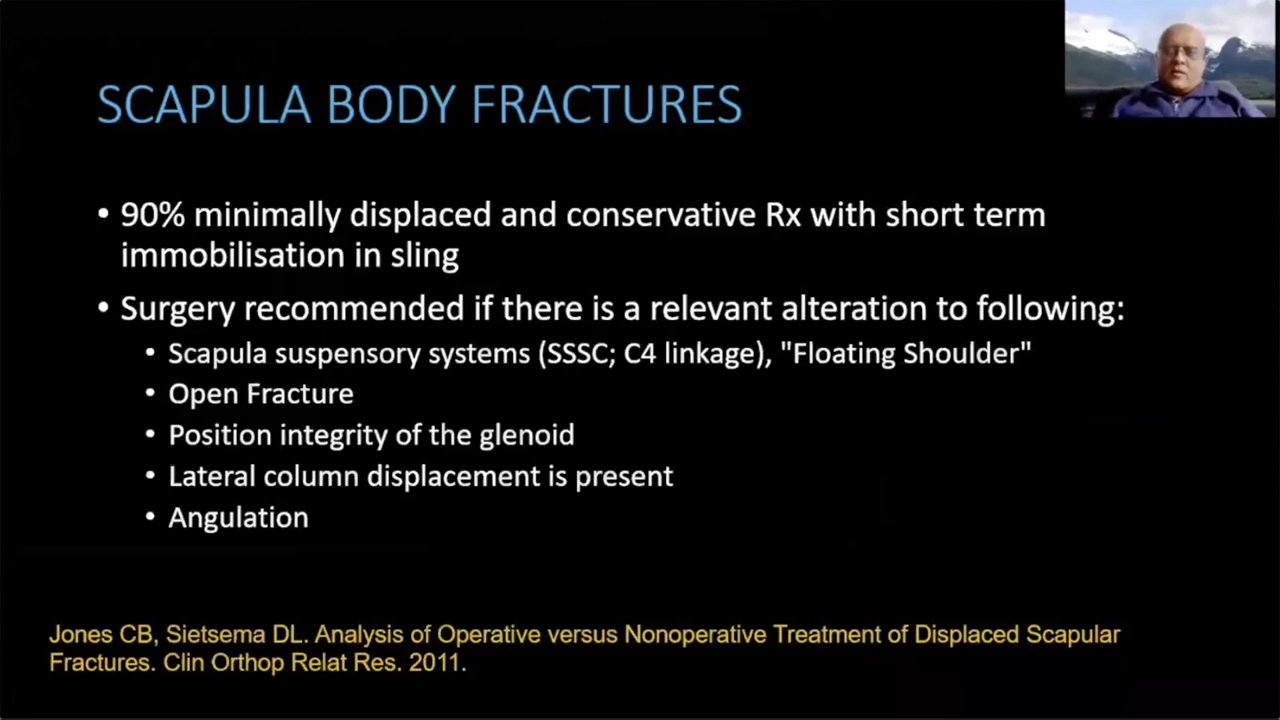 SCAPULA BODY FRACTURES
• 90% minimally displaced and conservative Rx with short term
immobilisation in sling
• Surgery recommended if there is a relevant alteration to following:
• Scapula suspensory systems (SSSC; C4 linkage), "Floating Shoulder"
• Open Fracture
• Position integrity of the glenoid
• Lateral column displacement is present
• Angulation
Jones CB, Sietsema DL. Analysis of Operative versus Nonoperative Treatment of Displaced Scapular
Fractures. Clin Orthop Relat Res. 2011.